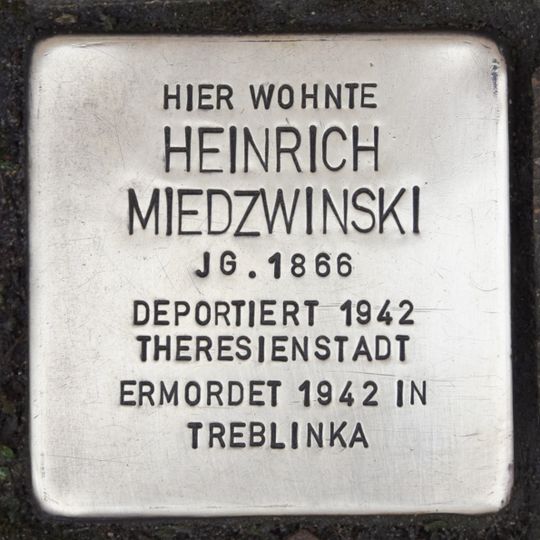 HIER WOHNTE
HEINRICH
MIEDZWINSKI
JG. 1866
DEPORTIERT 1942
THERESIENSTADT
ERMORDET 1942 IN
TREBLINKA